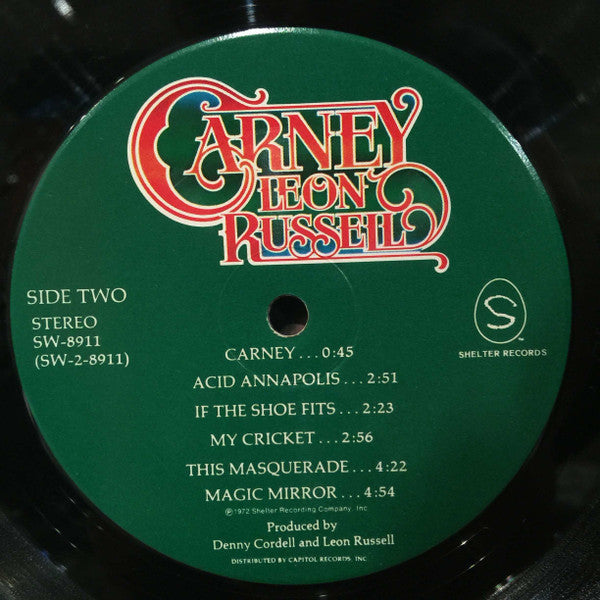 CARNEY
LEON
RUSSELL
SIDE TWO
STEREO
SW-8911
(SW-2-8911)
S
TM
SHELTER RECORDS
CARNEY...0:45
ACID ANNAPOLIS...2:51
IF THE SHOE FITS...2:23
MY CRICKET...2:56
THIS MASQUERADE...4:22
MAGIC MIRROR...4:54
℗1972 Shelter Recording Company, Inc.
Produced by
Denny Cordell and Leon Russell
DISTRIBUTED BY CAPITOL RECORDS, INC.